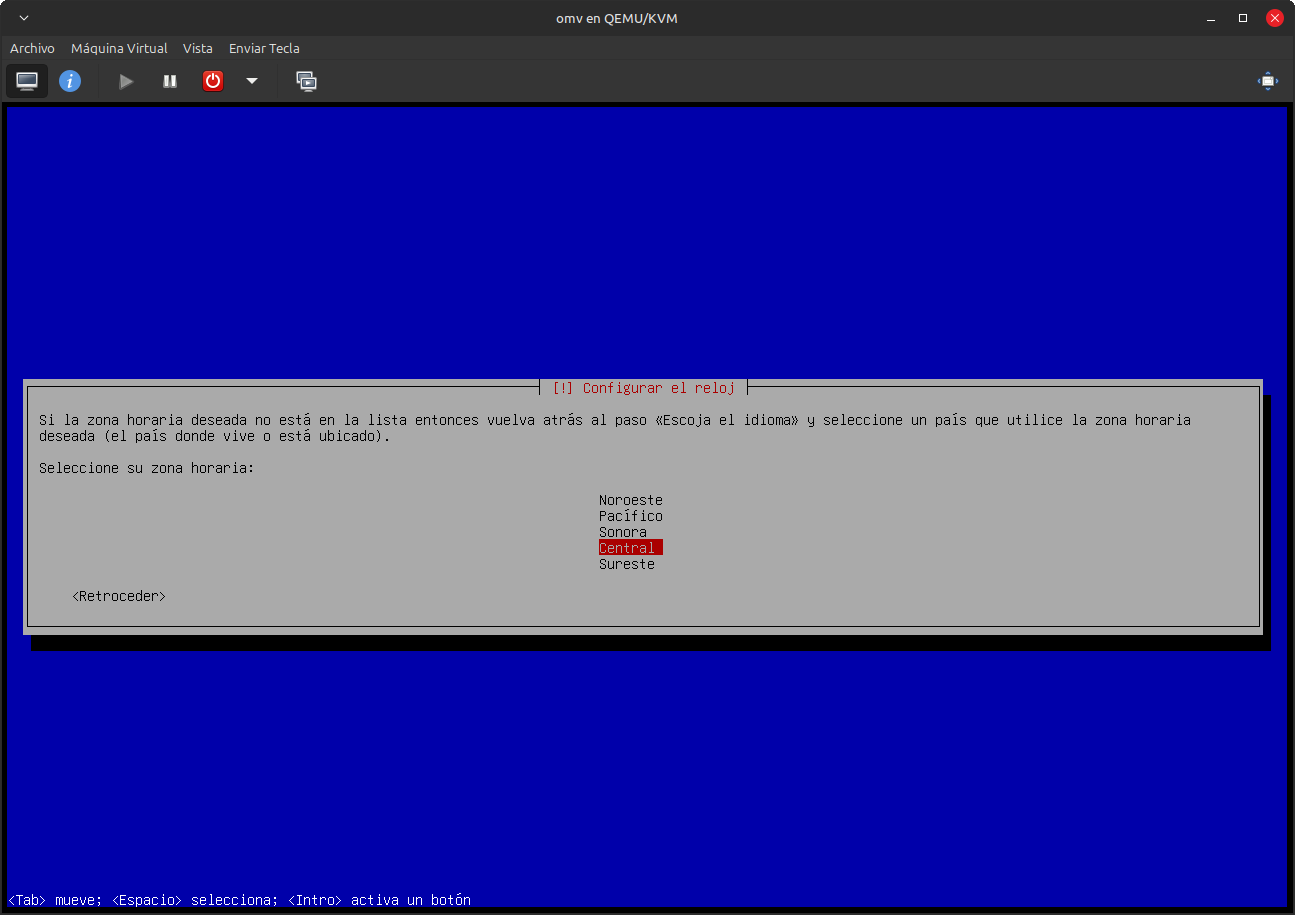 omv en QEMU/KVM
Archivo Máquina Virtual Vista Enviar Tecla
[!] Configurar el reloj
Si la zona horaria deseada no está en la lista entonces vuelva atrás al paso «Escoja el idioma» y seleccione un país que utilice la zona horaria
deseada (el país donde vive o está ubicado).
Seleccione su zona horaria:
Noroeste
Pacífico
Sonora
Central
Sureste
<Retroceder>
<Tab> mueve; <Espacio> selecciona; <Intro> activa un botón